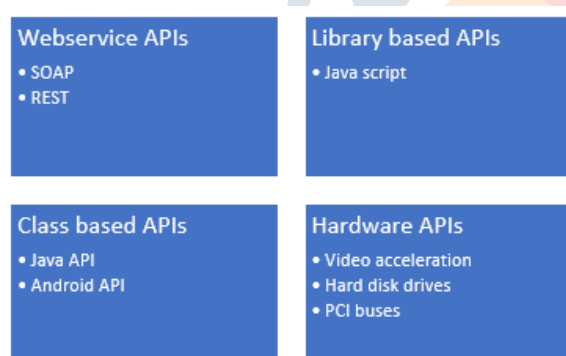 Webservice APIs
• SOAP
• REST
Library based APIs
• Java script
Class based APIs
• Java API
• Android API
Hardware APIs
• Video acceleration
• Hard disk drives
• PCI buses